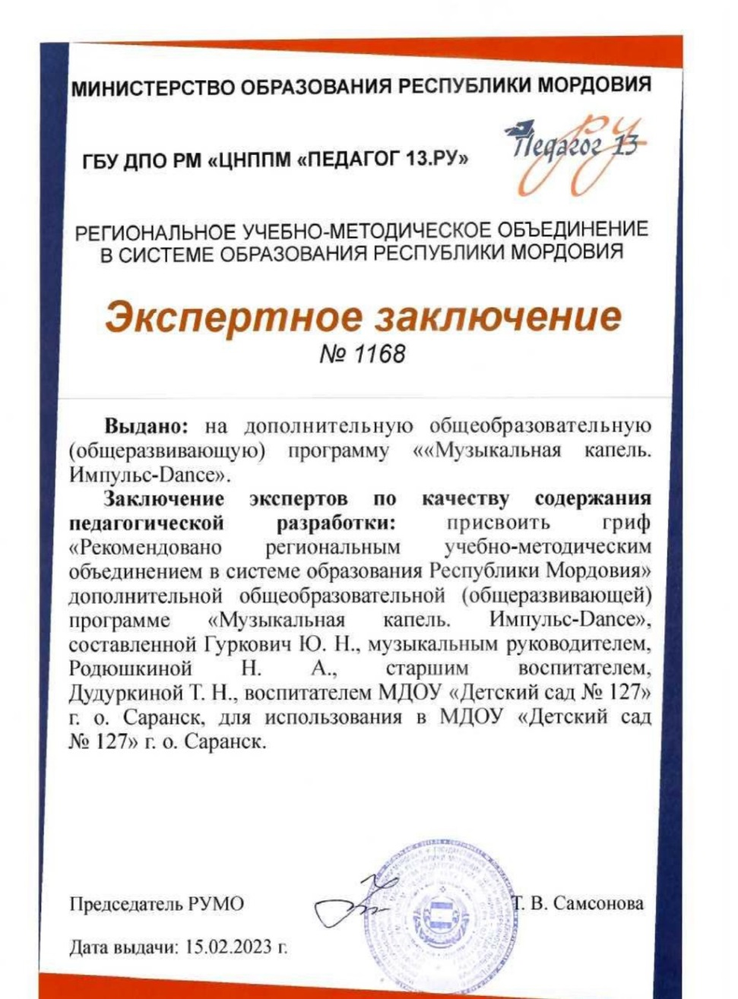 МИНИСТЕРСТВО ОБРАЗОВАНИЯ РЕСПУБЛИКИ МОРДОВИЯ
ГБУ ДПО РМ «ЦНППМ «ПЕДАГОГ 13.РУ»
Педагог 13
РУ
РЕГИОНАЛЬНОЕ УЧЕБНО-МЕТОДИЧЕСКОЕ ОБЪЕДИНЕНИЕ
В СИСТЕМЕ ОБРАЗОВАНИЯ РЕСПУБЛИКИ МОРДОВИЯ
Экспертное заключение
№ 1168
Выдано: на дополнительную общеобразовательную
(общеразвивающую) программу ««Музыкальная капель.
Импульс-Dance».
Заключение экспертов по качеству содержания
педагогической разработки: присвоить гриф
«Рекомендовано региональным учебно-методическим
объединением в системе образования Республики Мордовия»
дополнительной общеобразовательной (общеразвивающей)
программе «Музыкальная капель. Импульс-Dance»,
составленной Гуркович Ю. Н., музыкальным руководителем,
Родюшкиной Н. А., старшим воспитателем,
Дудуркиной Т. Н., воспитателем МДОУ «Детский сад № 127»
г. о. Саранск, для использования в МДОУ «Детский сад
№ 127» г. о. Саранск.
Председатель РУМО
Т. В. Самсонова
Дата выдачи: 15.02.2023 г.